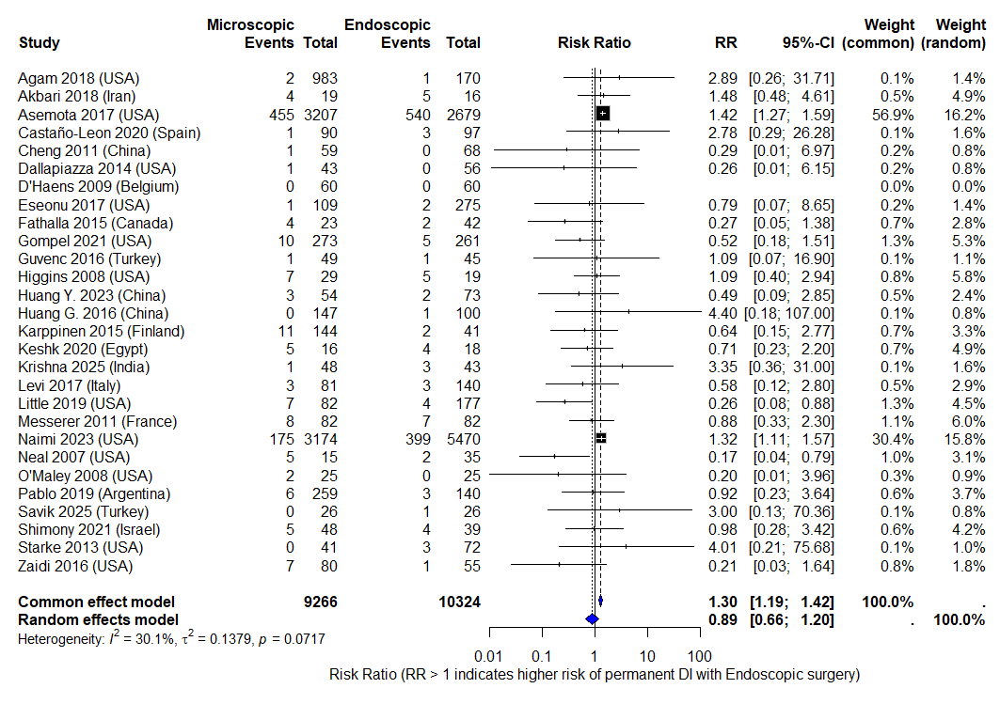 Microscopic Endoscopic Weight Weight
Study Events Total Events Total Risk Ratio RR 95%-CI (common) (random)
Agam 2018 (USA) 2 983 1 170 2.89 [0.26; 31.71] 0.1% 1.4%
Akbari 2018 (Iran) 4 19 5 16 1.48 [0.48; 4.61] 0.5% 4.9%
Asemota 2017 (USA) 455 3207 540 2679 1.42 [1.27; 1.59] 56.9% 16.2%
Castaño-Leon 2020 (Spain) 1 90 3 97 2.78 [0.29; 26.28] 0.1% 1.6%
Cheng 2011 (China) 1 59 0 68 0.29 [0.01; 6.97] 0.2% 0.8%
Dallapiazza 2014 (USA) 1 43 0 56 0.26 [0.01; 6.15] 0.2% 0.8%
D'Haens 2009 (Belgium) 0 60 0 60 0.0% 0.0%
Eseonu 2017 (USA) 1 109 2 275 0.79 [0.07; 8.65] 0.2% 1.4%
Fathalla 2015 (Canada) 4 23 2 42 0.27 [0.05; 1.38] 0.7% 2.8%
Gompel 2021 (USA) 10 273 5 261 0.52 [0.18; 1.51] 1.3% 5.3%
Guvenc 2016 (Turkey) 1 49 1 45 1.09 [0.07; 16.90] 0.1% 1.1%
Higgins 2008 (USA) 7 29 5 19 1.09 [0.40; 2.94] 0.8% 5.8%
Huang Y. 2023 (China) 3 54 2 73 0.49 [0.09; 2.85] 0.4% 2.4%
Huang G. 2016 (China) 0 147 1 100 4.40 [0.18; 107.00] 0.1% 0.8%
Karppinen 2015 (Finland) 11 144 2 41 0.64 [0.15; 2.77] 0.7% 3.3%
Keshk 2020 (Egypt) 5 16 4 18 0.71 [0.23; 2.20] 0.7% 4.9%
Krishna 2025 (India) 1 48 3 43 3.35 [0.36; 31.00] 0.1% 1.6%
Levi 2017 (Italy) 3 81 3 140 0.58 [0.12; 2.80] 0.5% 2.9%
Little 2019 (USA) 7 82 4 177 0.26 [0.08; 0.88] 1.3% 4.5%
Messerer 2011 (France) 8 82 7 82 0.88 [0.33; 2.30] 1.1% 6.0%
Naimi 2023 (USA) 175 3174 399 5470 1.32 [1.11; 1.57] 30.4% 15.8%
Neal 2007 (USA) 5 15 2 35 0.17 [0.04; 0.79] 1.0% 3.1%
O'Maley 2008 (USA) 2 25 0 25 0.20 [0.01; 3.96] 0.3% 0.9%
Pablo 2019 (Argentina) 6 259 3 140 0.92 [0.23; 3.64] 0.6% 3.7%
Savik 2025 (Turkey) 0 26 1 26 3.00 [0.13; 70.36] 0.1% 0.8%
Shimony 2021 (Israel) 5 48 4 39 0.98 [0.28; 3.42] 0.6% 4.2%
Starke 2013 (USA) 0 41 3 72 4.01 [0.21; 75.68] 0.1% 1.0%
Zaidi 2016 (USA) 7 80 1 55 0.21 [0.03; 1.64] 0.8% 1.8%
Common effect model 9266 10324 1.30 [1.19; 1.42] 100.0% .
Random effects model 0.89 [0.66; 1.20] . 100.0%
Heterogeneity: I² = 30.1%, τ² = 0.1379, p = 0.0717
0.01 0.1 1 10 100
Risk Ratio (RR > 1 indicates higher risk of permanent DI with Endoscopic surgery)